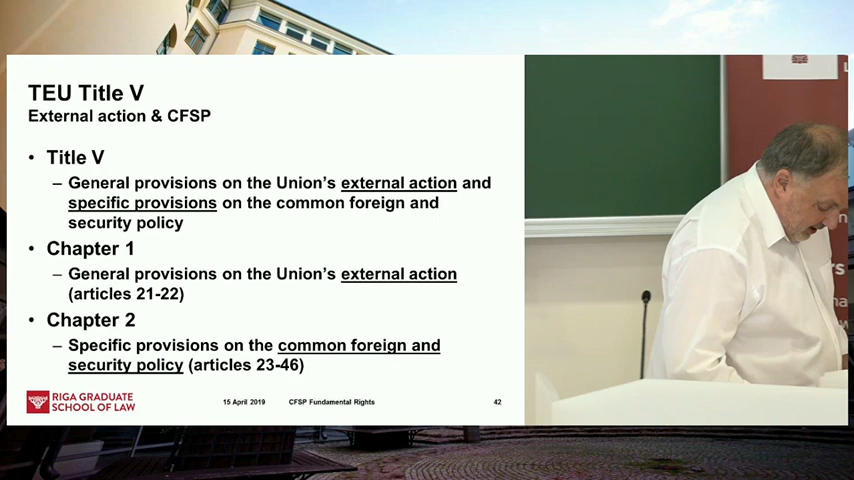 TEU Title V
External action & CFSP
• Title V
– General provisions on the Union's external action and
specific provisions on the common foreign and
security policy
• Chapter 1
– General provisions on the Union's external action
(articles 21-22)
• Chapter 2
– Specific provisions on the common foreign and
security policy (articles 23-46)
RIGA GRADUATE
SCHOOL OF LAW
15 April 2019 CFSP Fundamental Rights 42